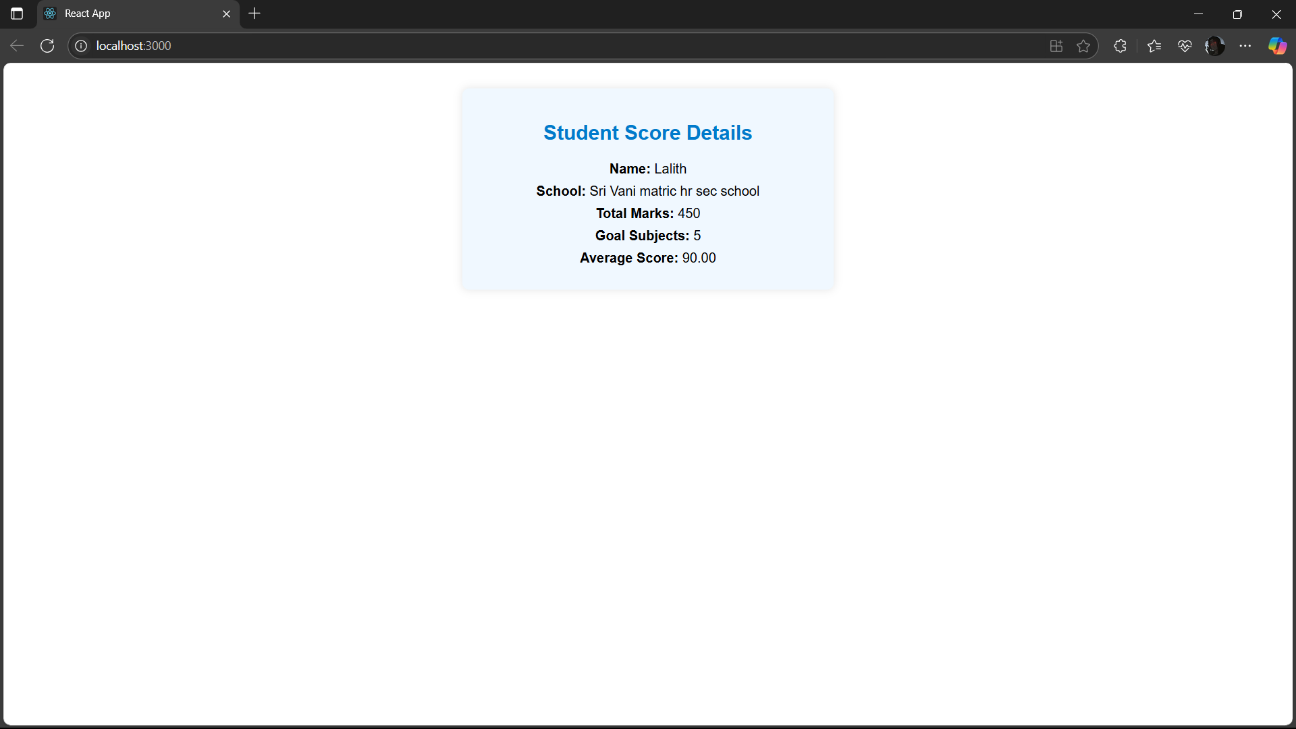 React App
localhost:3000
Student Score Details
Name: Lalith
School: Sri Vani matric hr sec school
Total Marks: 450
Goal Subjects: 5
Average Score: 90.00